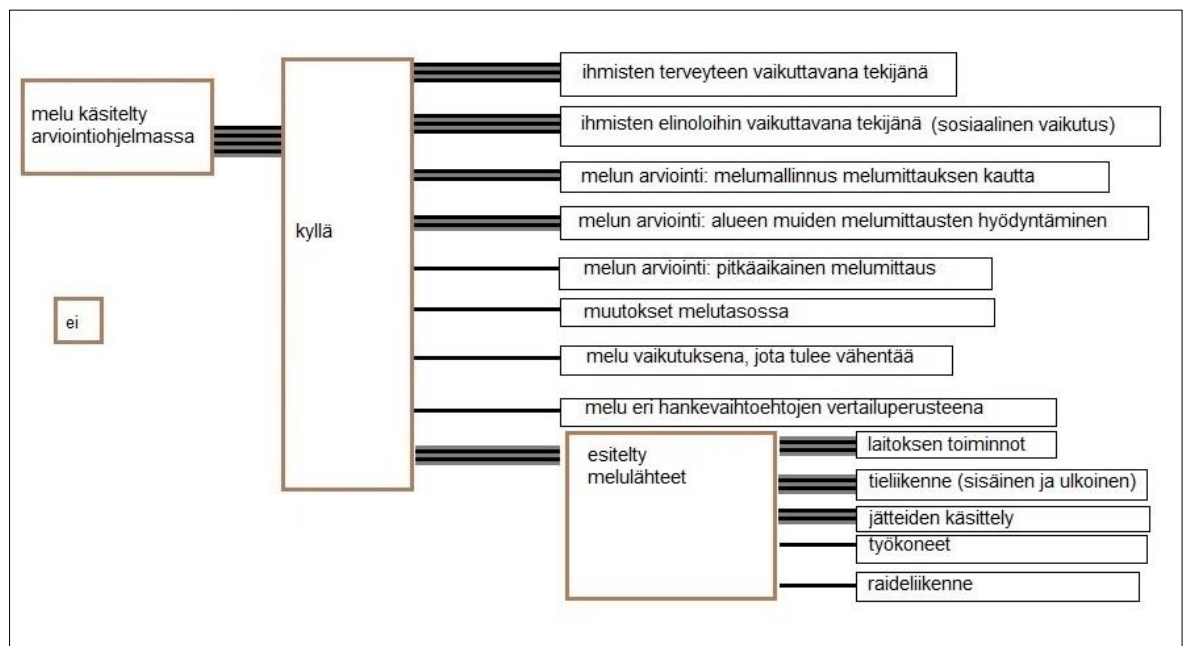 melu käsitelty
arviointiohjelmassa
ei
kyllä
ihmisten terveyteen vaikuttavana tekijänä
ihmisten elinoloihin vaikuttavana tekijänä (sosiaalinen vaikutus)
melun arviointi: melumallinnus melumittauksen kautta
melun arviointi: alueen muiden melumittausten hyödyntäminen
melun arviointi: pitkäaikainen melumittaus
muutokset melutasossa
melu vaikutuksena, jota tulee vähentää
melu eri hankevaihtoehtojen vertailuperusteena
esitelty
melulähteet
laitoksen toiminnot
tieliikenne (sisäinen ja ulkoinen)
jätteiden käsittely
työkoneet
raideliikenne